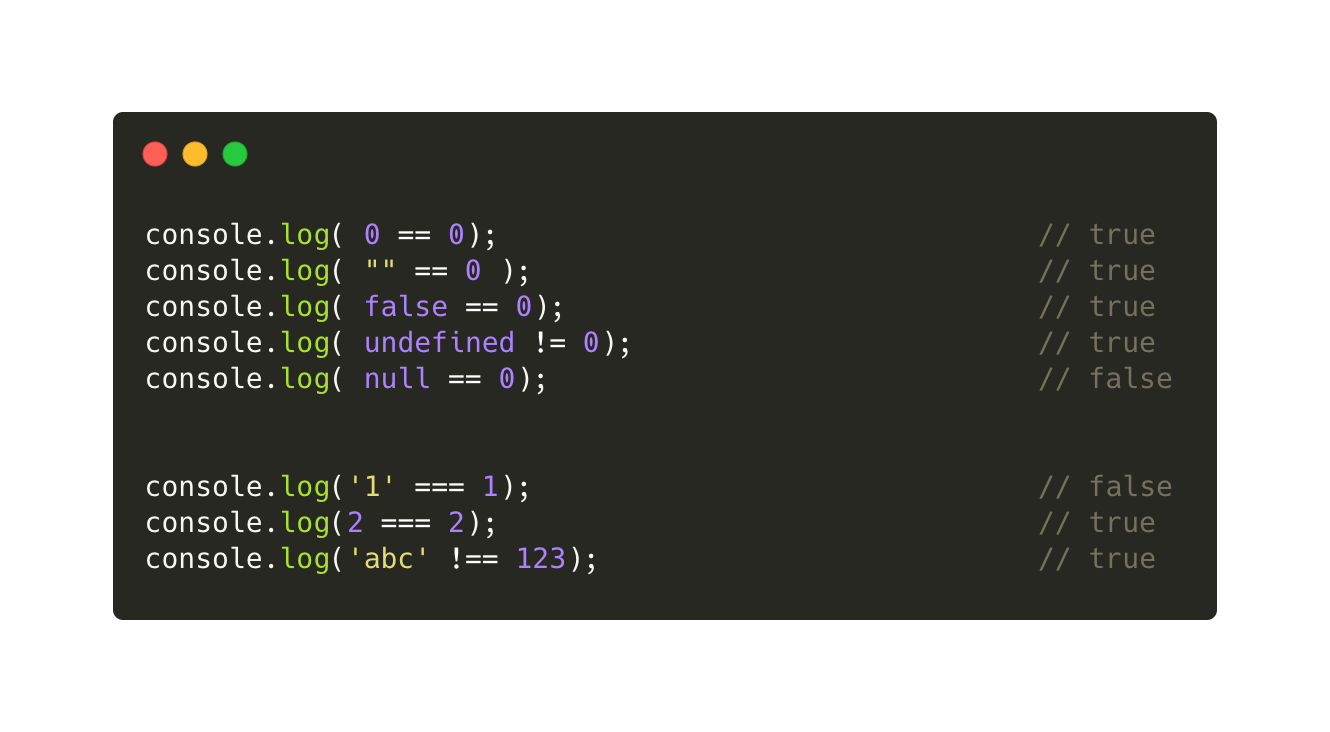 console.log( 0 == 0); // true
console.log( "" == 0 ); // true
console.log( false == 0); // true
console.log( undefined != 0); // true
console.log( null == 0); // false
console.log('1' === 1); // false
console.log(2 === 2); // true
console.log('abc' !== 123); // true